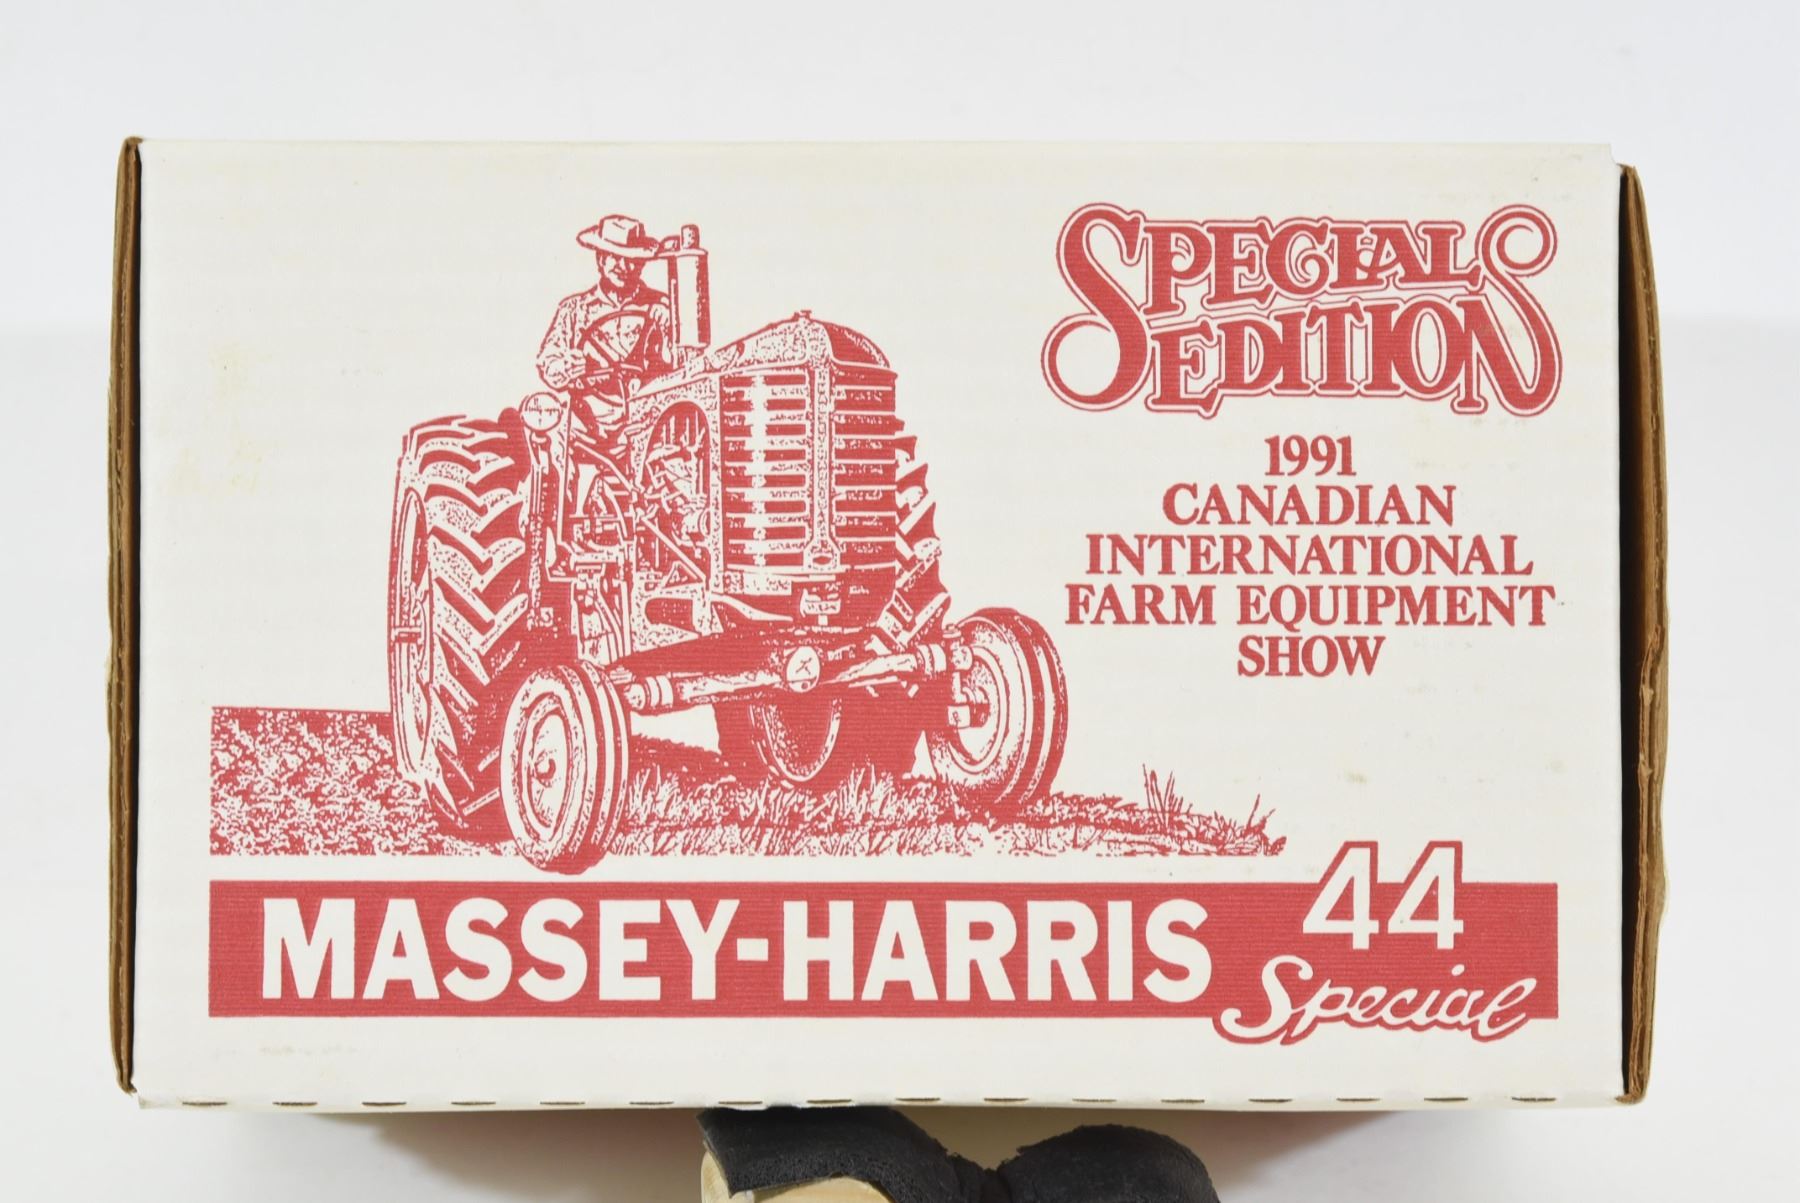 SPECIAL
EDITION
1991
CANADIAN
INTERNATIONAL
FARM EQUIPMENT
SHOW
MASSEY-HARRIS 44
Special